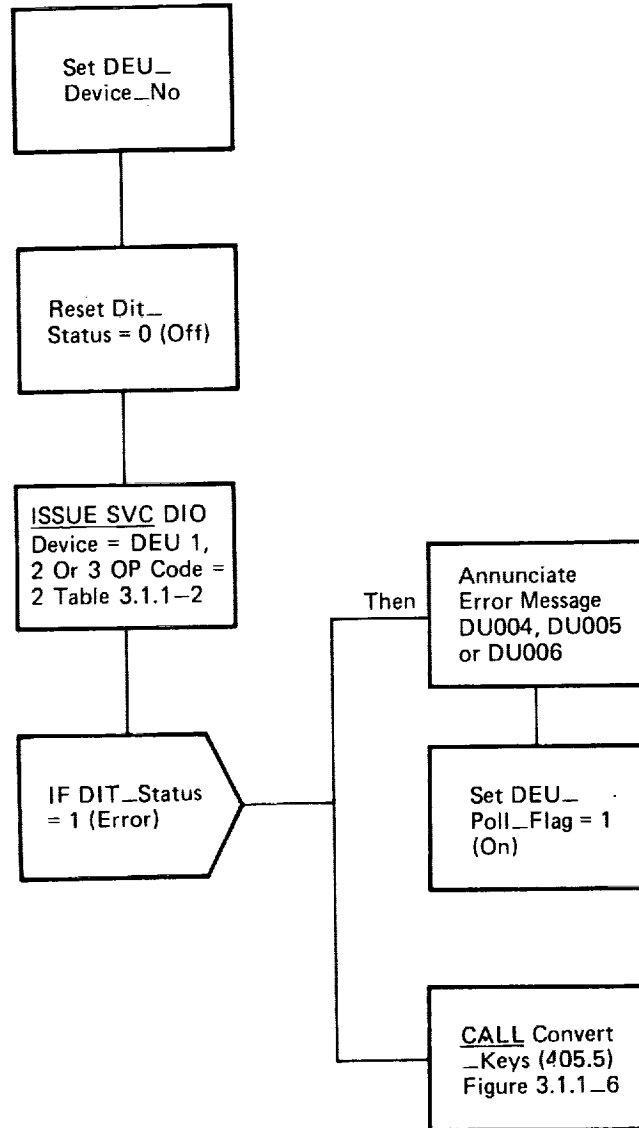 Set DEU_
Device_No
Reset Dit_
Status = 0 (Off)
ISSUE SVC DIO
Device = DEU 1,
2 Or 3 OP Code =
2 Table 3.1.1-2
IF DIT_Status
= 1 (Error)
Then
Annunciate
Error Message
DU004, DU005
or DU006
Set DEU_
Poll_Flag = 1
(On)
CALL Convert
_Keys (405.5)
Figure 3.1.1_6